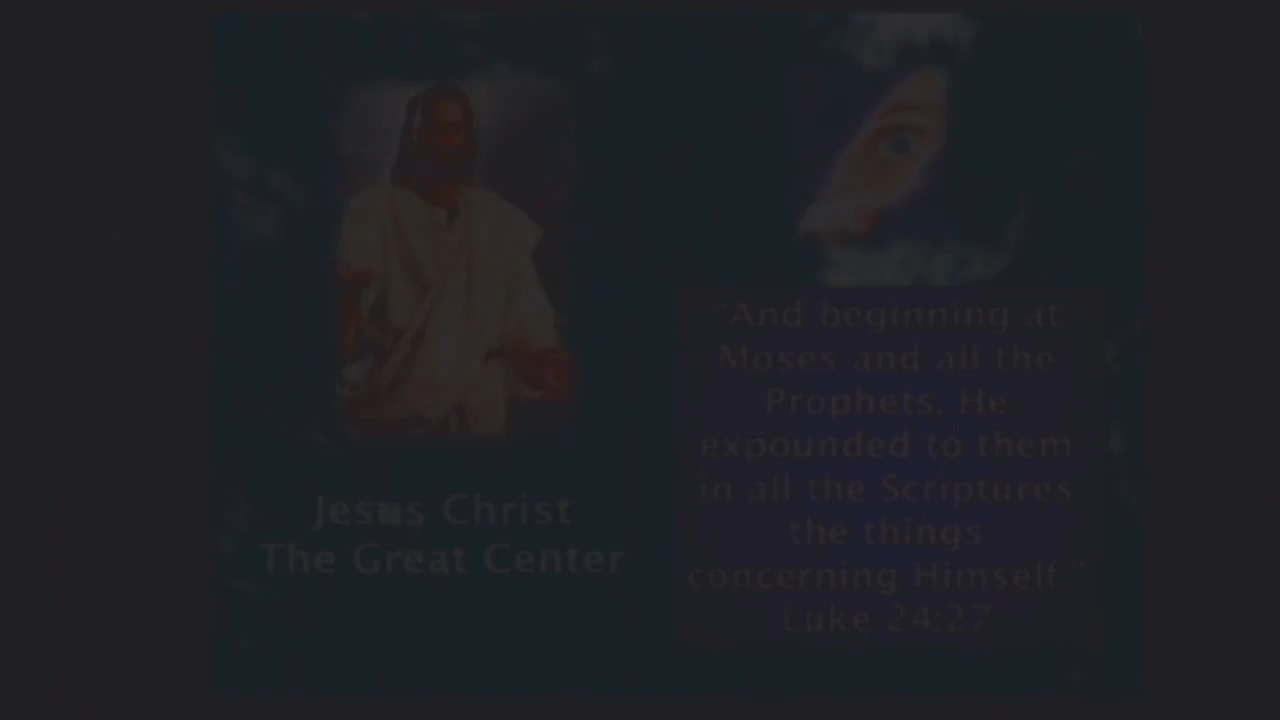 Jesus Christ
The Great Center
"And beginning at
Moses and all the
Prophets, He
expounded to them
in all the Scriptures
the things
concerning Himself."
Luke 24:27